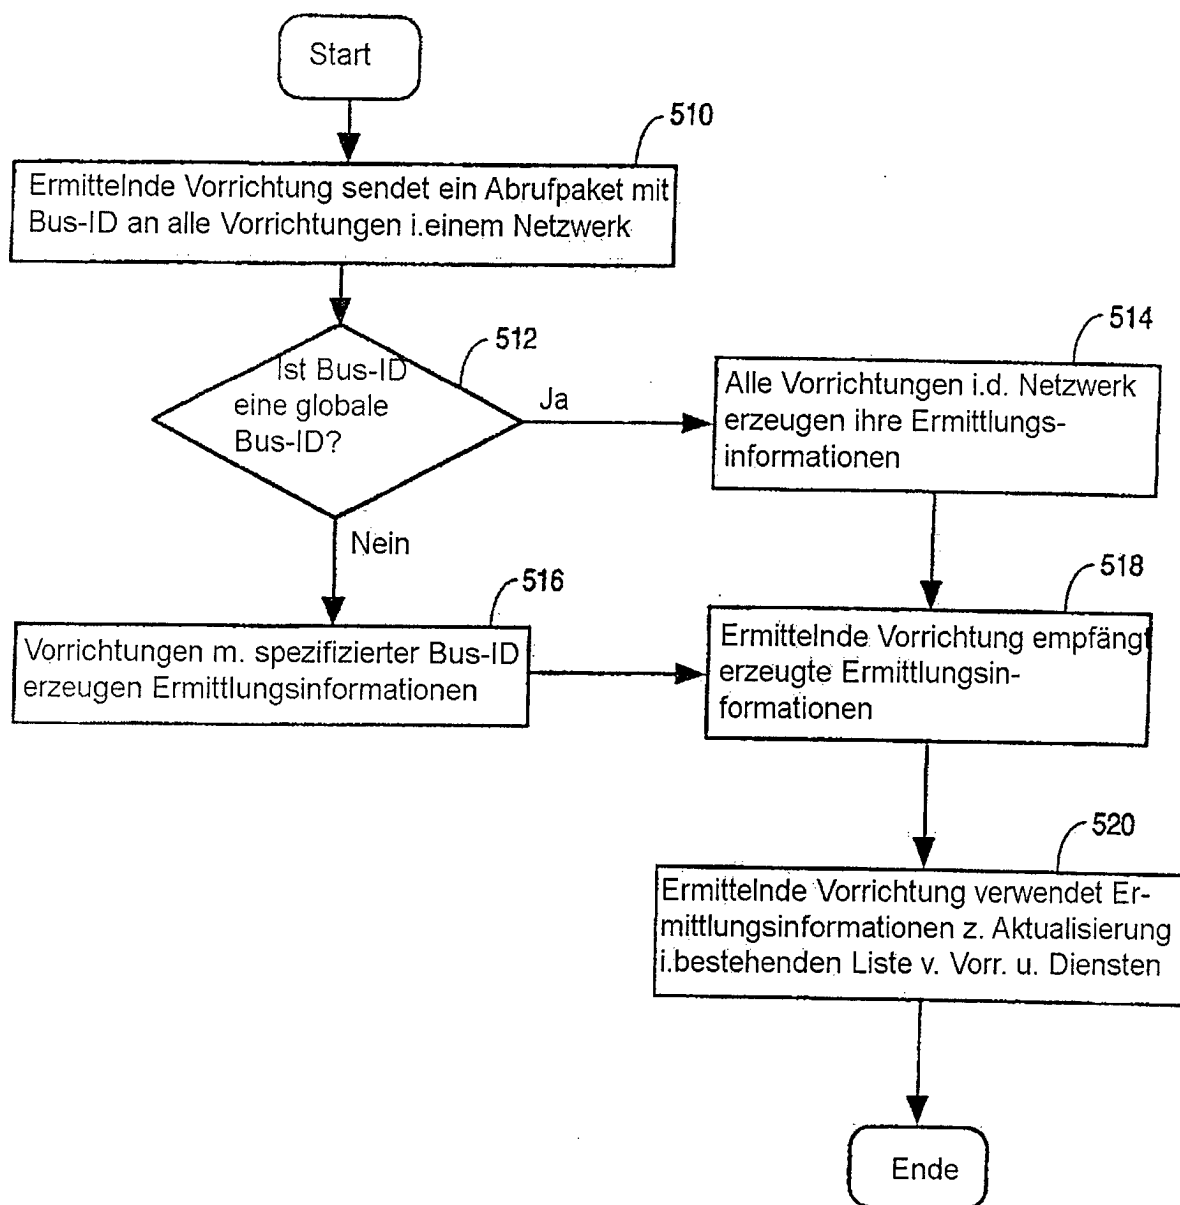 Start
510
Ermittelnde Vorrichtung sendet ein Abrufpaket mit
Bus-ID an alle Vorrichtungen i.einem Netzwerk
512
Ist Bus-ID
eine globale
Bus-ID?
Ja
514
Alle Vorrichtungen i.d. Netzwerk
erzeugen ihre Ermittlungs-
informationen
Nein
516
Vorrichtungen m. spezifizierter Bus-ID
erzeugen Ermittlungsinformationen
518
Ermittelnde Vorrichtung empfängt
erzeugte Ermittlungsin-
formationen
520
Ermittelnde Vorrichtung verwendet Er-
mittlungsinformationen z. Aktualisierung
i.bestehenden Liste v. Vorr. u. Diensten
Ende